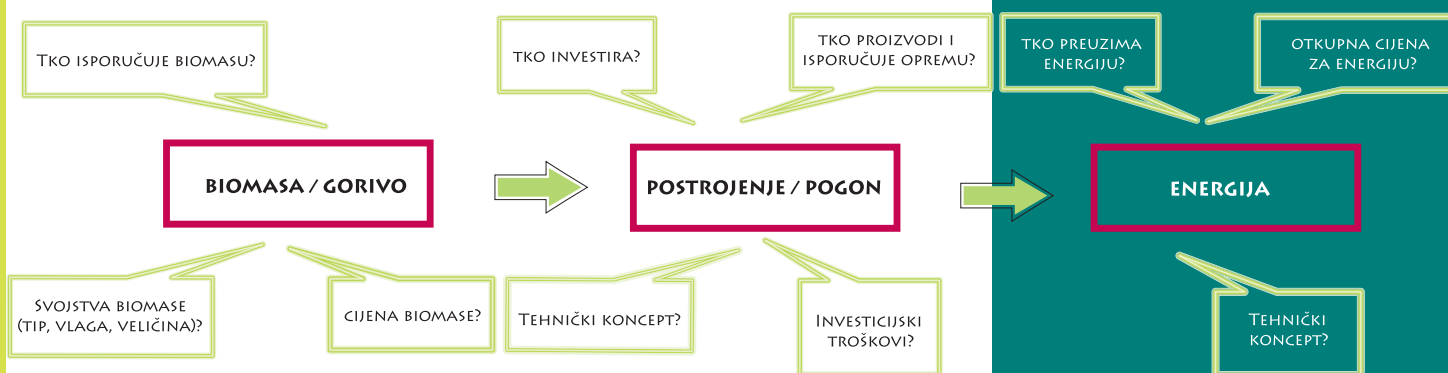 Tko isporučuje biomasu?
tko investira?
tko proizvodi i
isporučuje opremu?
tko preuzima
energiju?
otkupna cijena
za energiju?
BIOMASA / GORIVO
POSTROJENJE / POGON
ENERGIJA
Svojstva biomase
(tip, vlaga, veličina)?
cijena biomase?
Tehnički koncept?
Investicijski
troškovi?
Tehnički
koncept?